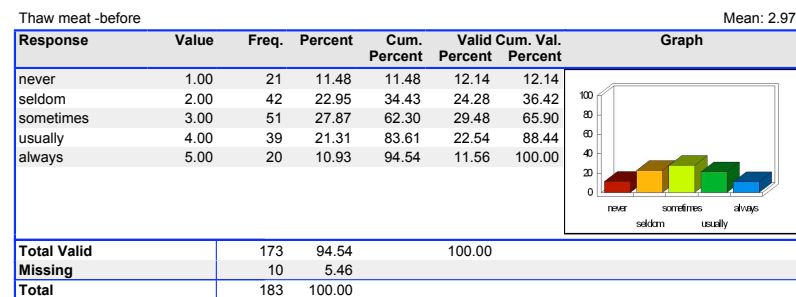 Thaw meat -before Mean: 2.97
Response Value Freq. Percent Cum. Percent Valid Percent Cum. Val. Percent Graph
never 1.00 21 11.48 11.48 12.14 12.14
seldom 2.00 42 22.95 34.43 24.28 36.42
sometimes 3.00 51 27.87 62.30 29.48 65.90
usually 4.00 39 21.31 83.61 22.54 88.44
always 5.00 20 10.93 94.54 11.56 100.00
100
80
60
40
20
0
never sometimes always
seldom usually
Total Valid 173 94.54 100.00
Missing 10 5.46
Total 183 100.00